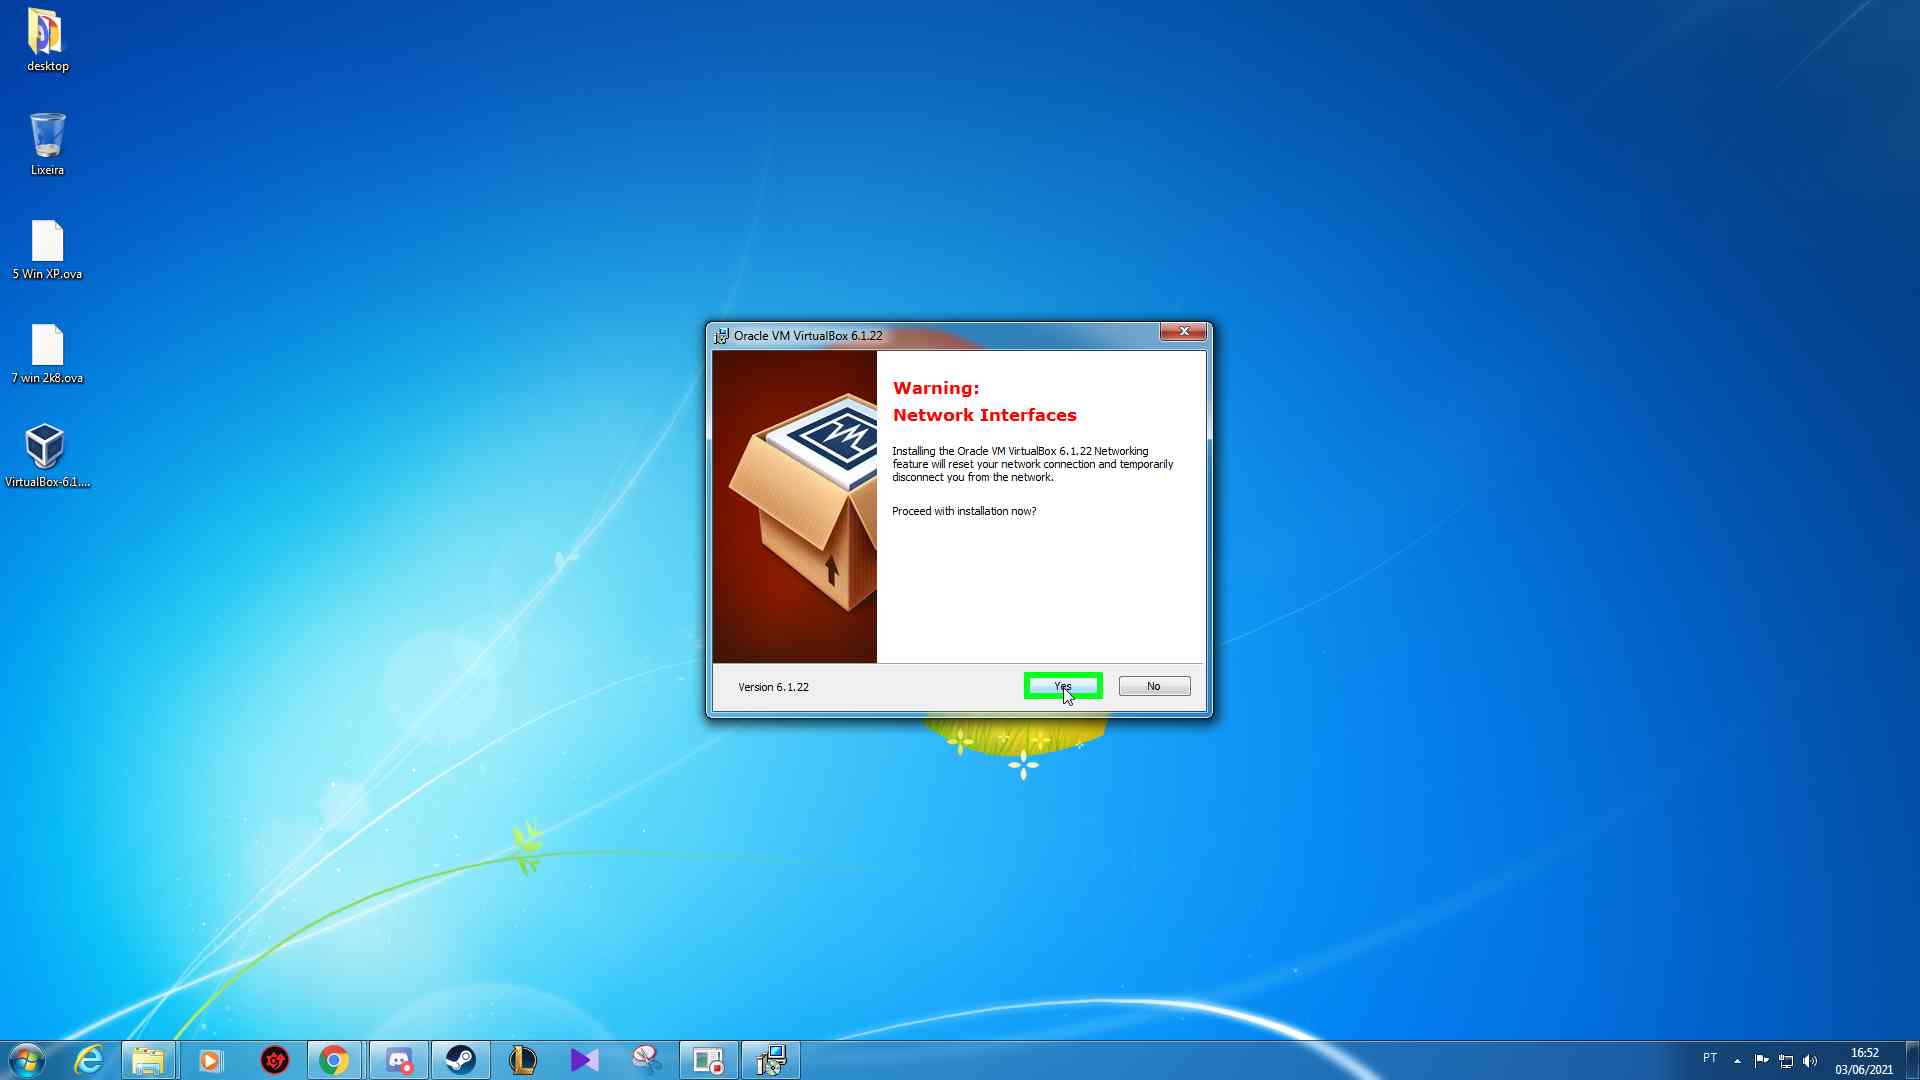 desktop
Lixeira
5 Win XP.ova
7 win 2k8.ova
VirtualBox-6.1....
Oracle VM VirtualBox 6.1.22
Warning:
Network Interfaces
Installing the Oracle VM VirtualBox 6.1.22 Networking
feature will reset your network connection and temporarily
disconnect you from the network.
Proceed with installation now?
Version 6.1.22
Yes
No
PT
16:52
03/06/2021